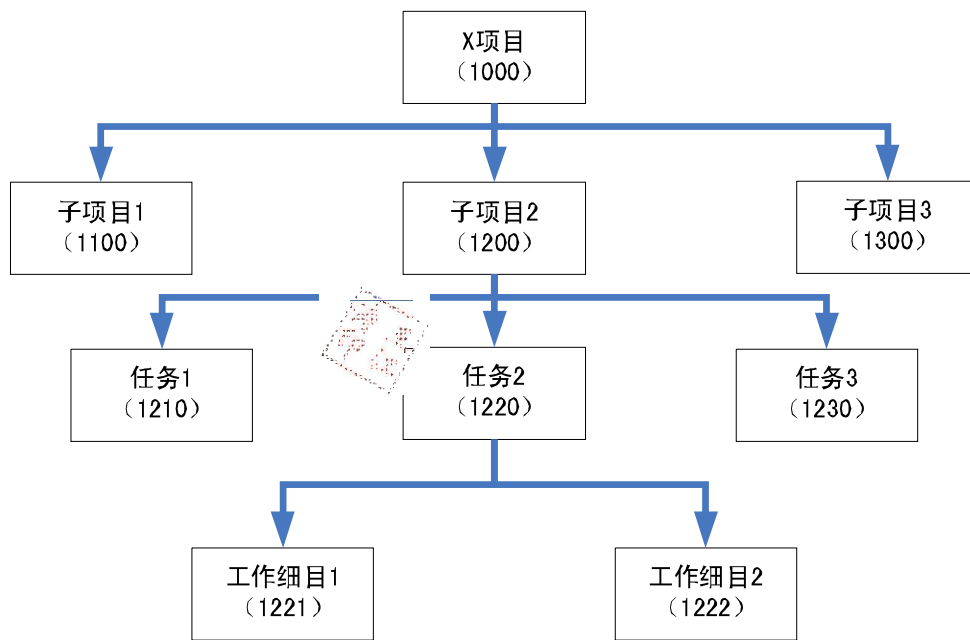 X项目
（1000）
子项目1
（1100）
子项目2
（1200）
子项目3
（1300）
任务1
（1210）
任务2
（1220）
任务3
（1230）
工作细目1
（1221）
工作细目2
（1222）